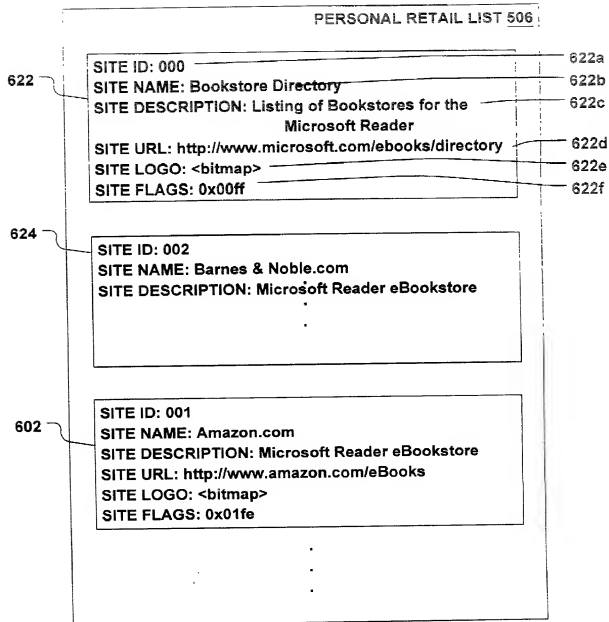 PERSONAL RETAIL LIST 506
622
SITE ID: 000
622a
SITE NAME: Bookstore Directory
622b
SITE DESCRIPTION: Listing of Bookstores for the
622c
Microsoft Reader
SITE URL: http://www.microsoft.com/ebooks/directory
622d
SITE LOGO: <bitmap>
622e
SITE FLAGS: 0x00ff
622f
624
SITE ID: 002
SITE NAME: Barnes & Noble.com
SITE DESCRIPTION: Microsoft Reader eBookstore
602
SITE ID: 001
SITE NAME: Amazon.com
SITE DESCRIPTION: Microsoft Reader eBookstore
SITE URL: http://www.amazon.com/eBooks
SITE LOGO: <bitmap>
SITE FLAGS: 0x01fe